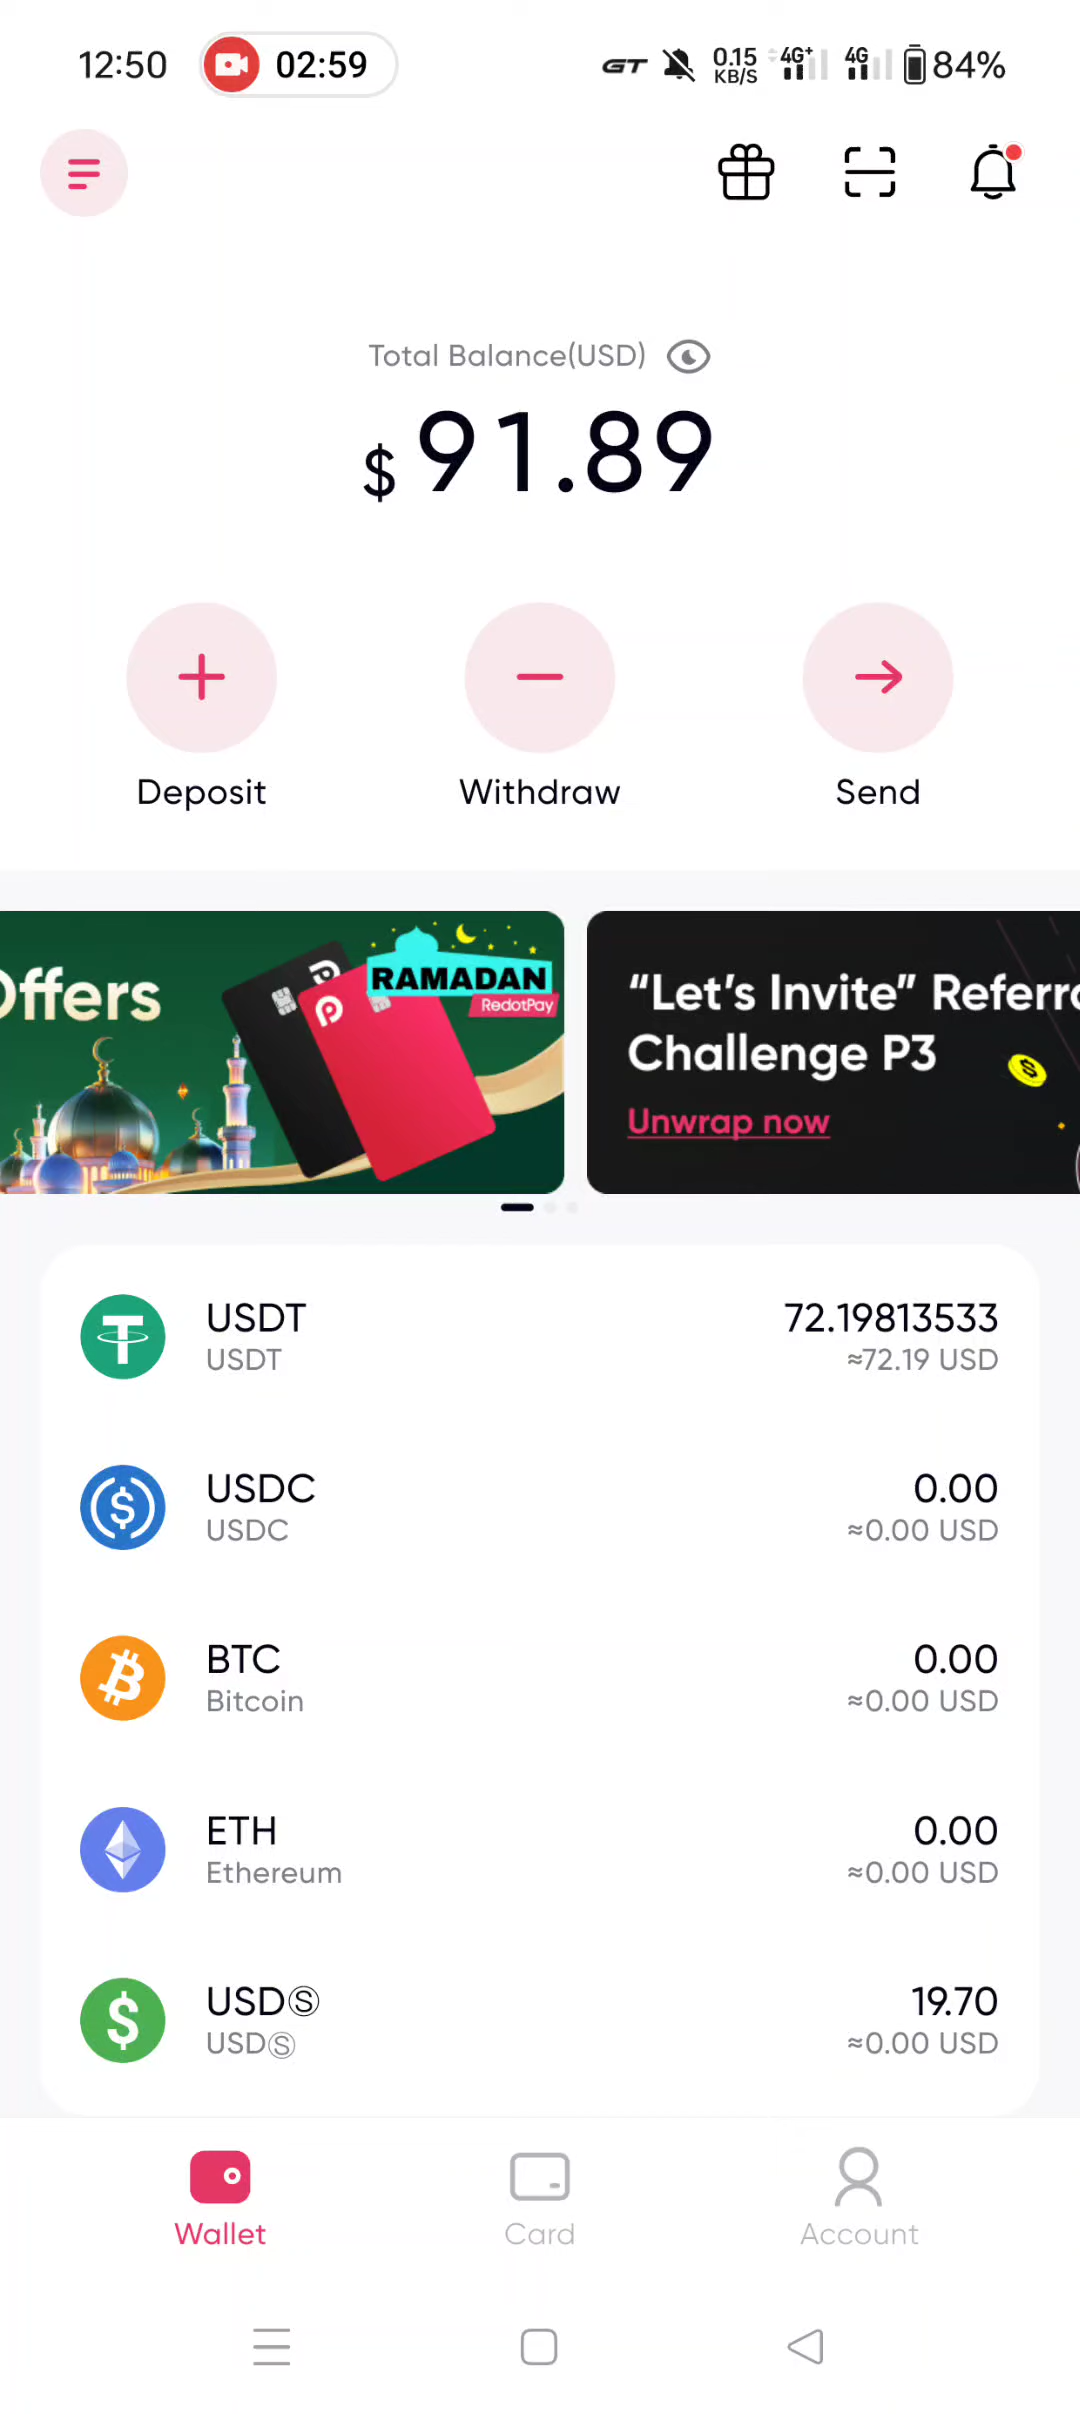 12:50
02:59
GT
0.15
KB/S
4G+
4G
84%
Total Balance(USD)
$ 91.89
Deposit
Withdraw
Send
Offers
RAMADAN
RedotPay
“Let’s Invite” Referr
Challenge P3
Unwrap now
USDT
72.19813533
USDT
≈72.19 USD
USDC
0.00
USDC
≈0.00 USD
BTC
0.00
Bitcoin
≈0.00 USD
ETH
0.00
Ethereum
≈0.00 USD
USDⓈ
19.70
USDⓈ
≈0.00 USD
Wallet
Card
Account